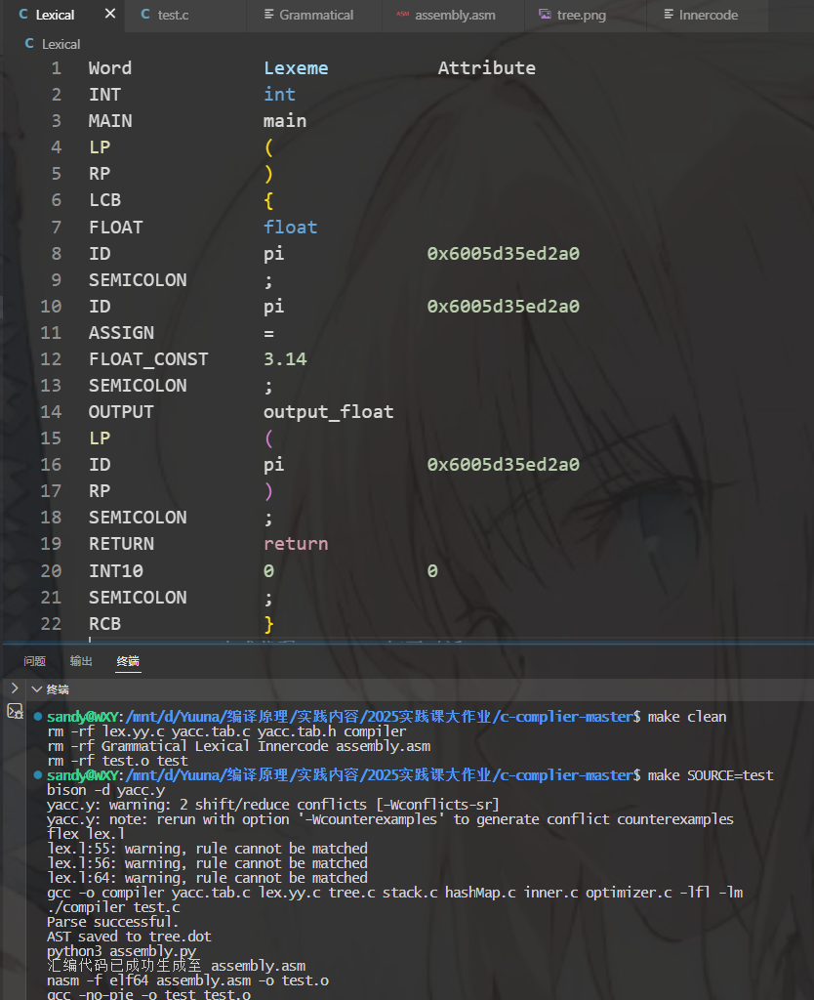 Lexical test.c Grammatical assembly.asm tree.png Innercode
Lexical
1 Word Lexeme Attribute
2 INT int
3 MAIN main
4 LP (
5 RP )
6 LCB {
7 FLOAT float
8 ID pi 0x6005d35ed2a0
9 SEMICOLON ;
10 ID pi 0x6005d35ed2a0
11 ASSIGN =
12 FLOAT_CONST 3.14
13 SEMICOLON ;
14 OUTPUT output_float
15 LP (
16 ID pi 0x6005d35ed2a0
17 RP )
18 SEMICOLON ;
19 RETURN return
20 INT10 0 0
21 SEMICOLON ;
22 RCB }
问题 输出 终端
终端
sandy@WXY:/mnt/d/Yuuna/编译原理/实践内容/2025实践课大作业/c-complier-master$ make clean
rm -rf lex.yy.c yacc.tab.c yacc.tab.h compiler
rm -rf Grammatical Lexical Innercode assembly.asm
rm -rf test.o test
sandy@WXY:/mnt/d/Yuuna/编译原理/实践内容/2025实践课大作业/c-complier-master$ make SOURCE=test
bison -d yacc.y
yacc.y: warning: 2 shift/reduce conflicts [-Wconflicts-sr]
yacc.y: note: rerun with option '-Wcounterexamples' to generate conflict counterexamples
flex lex.l
lex.l:55: warning, rule cannot be matched
lex.l:56: warning, rule cannot be matched
lex.l:64: warning, rule cannot be matched
gcc -o compiler yacc.tab.c lex.yy.c tree.c stack.c hashMap.c inner.c optimizer.c -lfl -lm
./compiler test.c
Parse successful.
AST saved to tree.dot
python3 assembly.py
汇编代码已成功生成至 assembly.asm
nasm -f elf64 assembly.asm -o test.o
gcc -no-pie -o test test.o